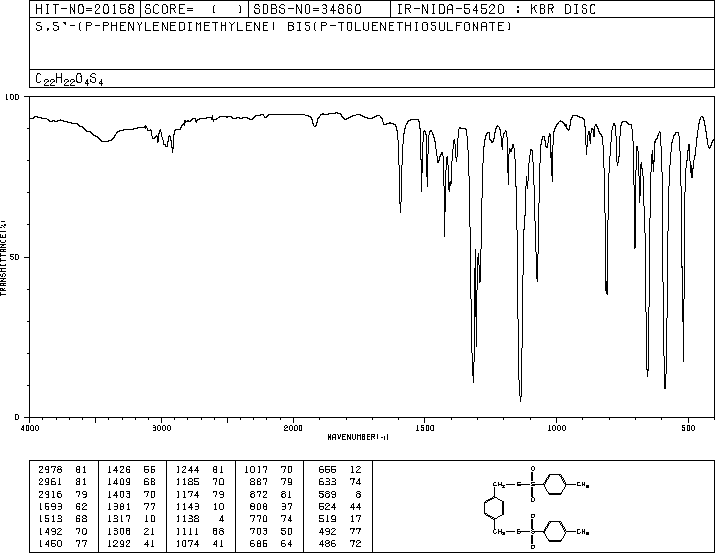 HIT-NO=20158 SCORE= ( ) SDBS-NO=34860 IR-NIDA-54520 : KBR DISC
S,S'-(P-PHENYLENEDIMETHYLENE) BIS(P-TOLUENETHIOSULFONATE)
C22H22O4S4
100
50
0
TRANSMITTANCE(%)
4000 3000 2000 1500 1000 500
WAVENUMBER(-1)
2978 81 1426 55 1244 81 1017 70 655 12
2961 81 1409 68 1185 70 887 79 633 74
2916 79 1403 70 1174 79 872 81 589 8
1593 62 1381 77 1143 10 808 37 524 44
1513 68 1317 10 1138 4 770 74 519 17
1492 70 1308 21 1111 68 703 50 492 77
1450 77 1292 41 1074 41 685 64 486 72
O
CH2 S S CH3
O
O
CH2 S S CH3
O